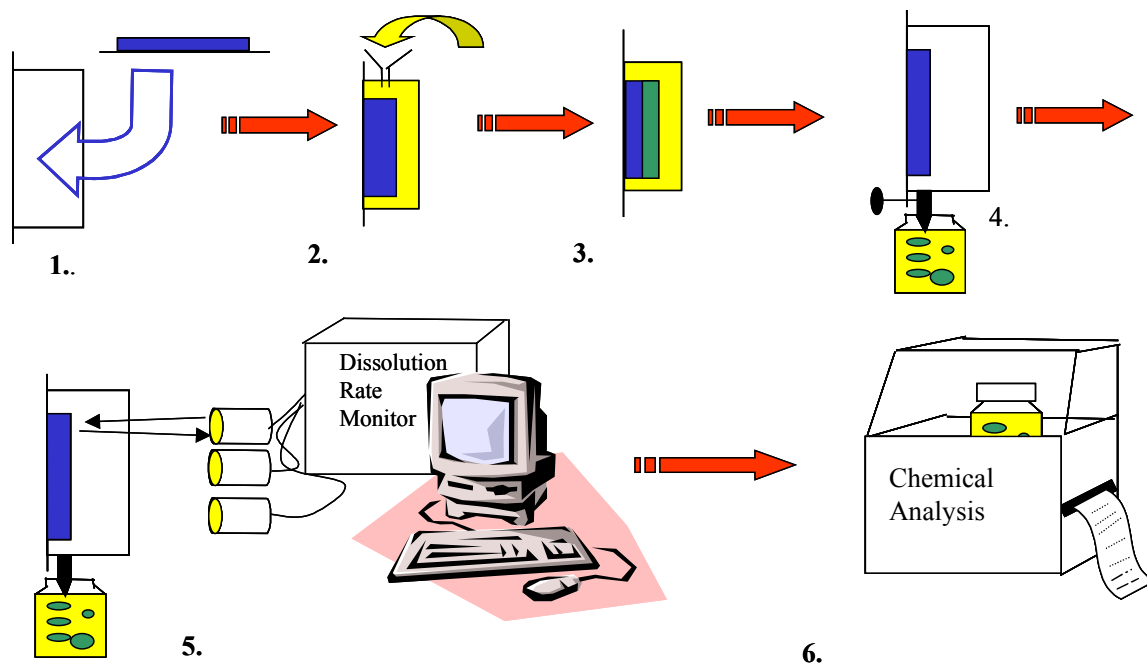 1..
2.
3.
4.
Dissolution
Rate
Monitor
5.
Chemical
Analysis
6.